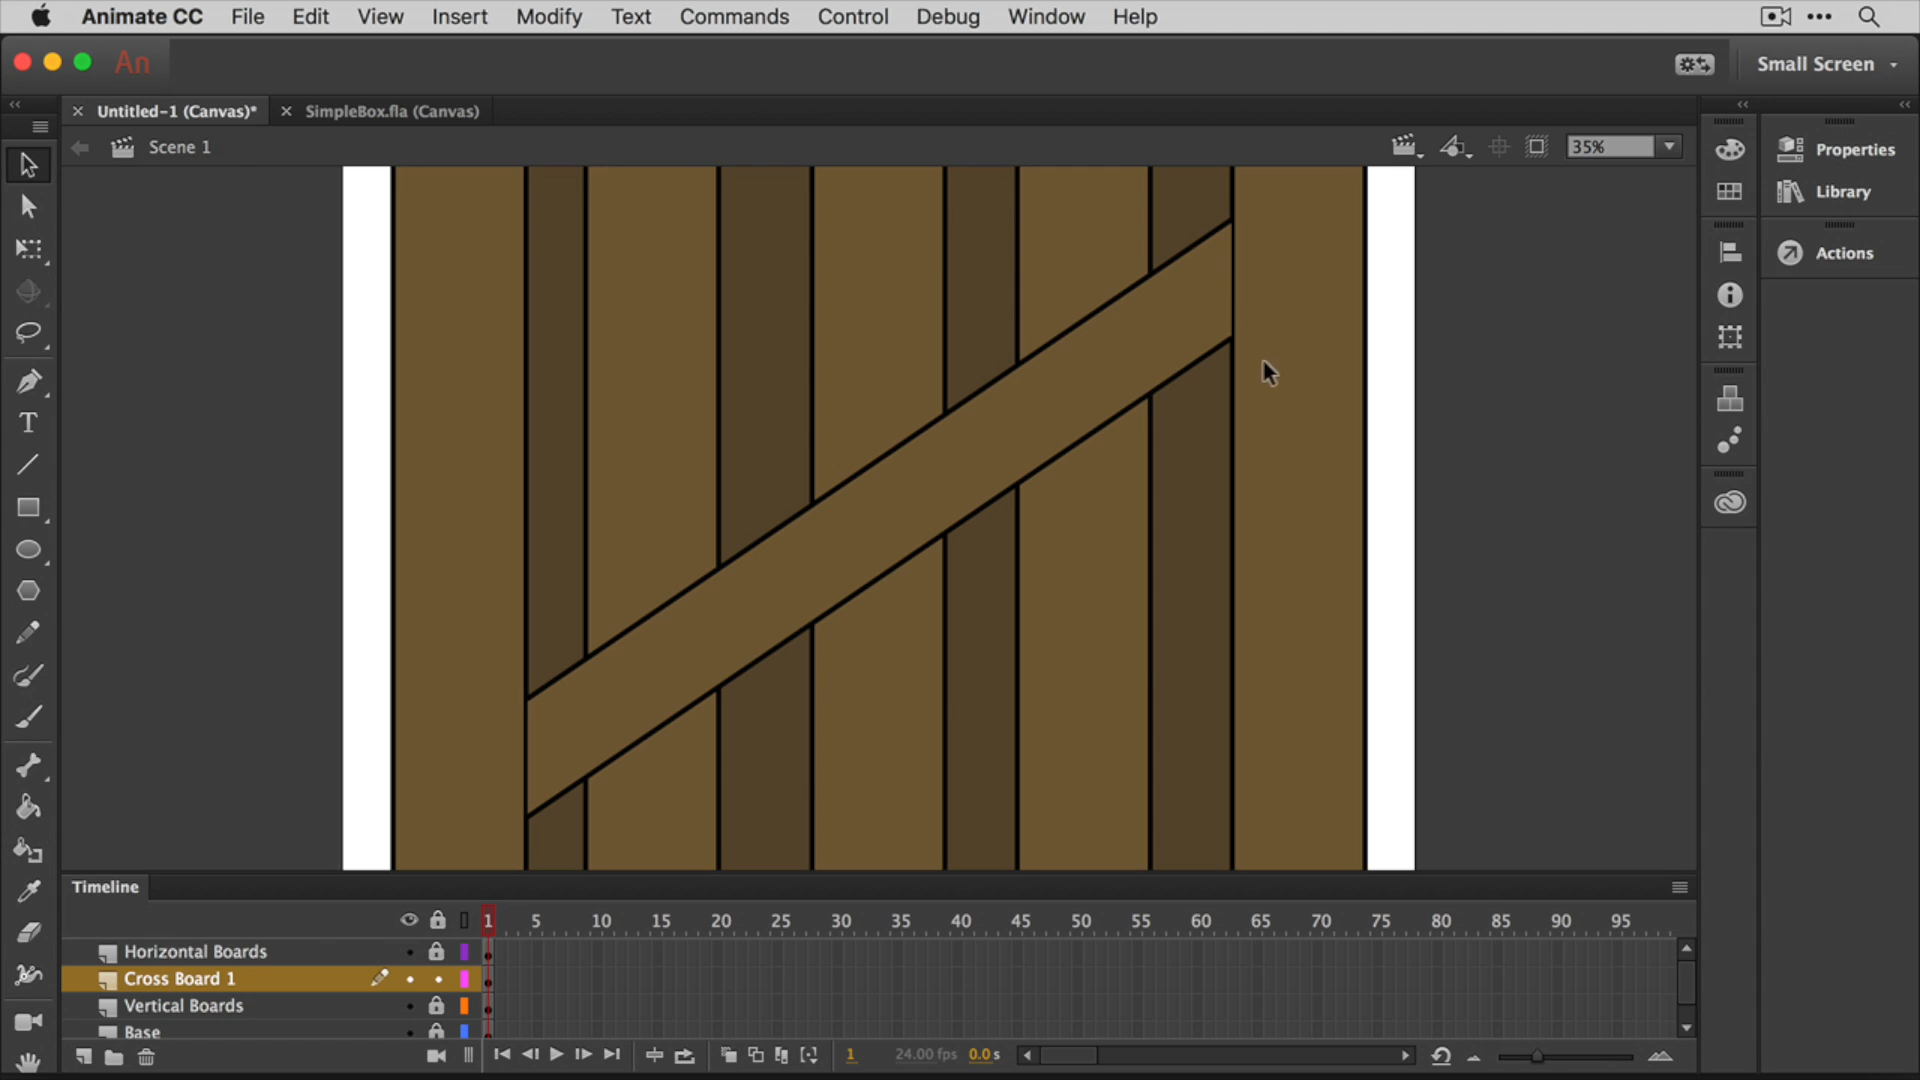 Animate CC File Edit View Insert Modify Text Commands Control Debug Window Help
An Small Screen
Untitled-1 (Canvas)* SimpleBox.fla (Canvas)
Scene 1 35%
Properties
Library
Actions
T
Timeline
1 5 10 15 20 25 30 35 40 45 50 55 60 65 70 75 80 85 90 95
Horizontal Boards
Cross Board 1
Vertical Boards
Base
1 24.00 fps 0.0 s